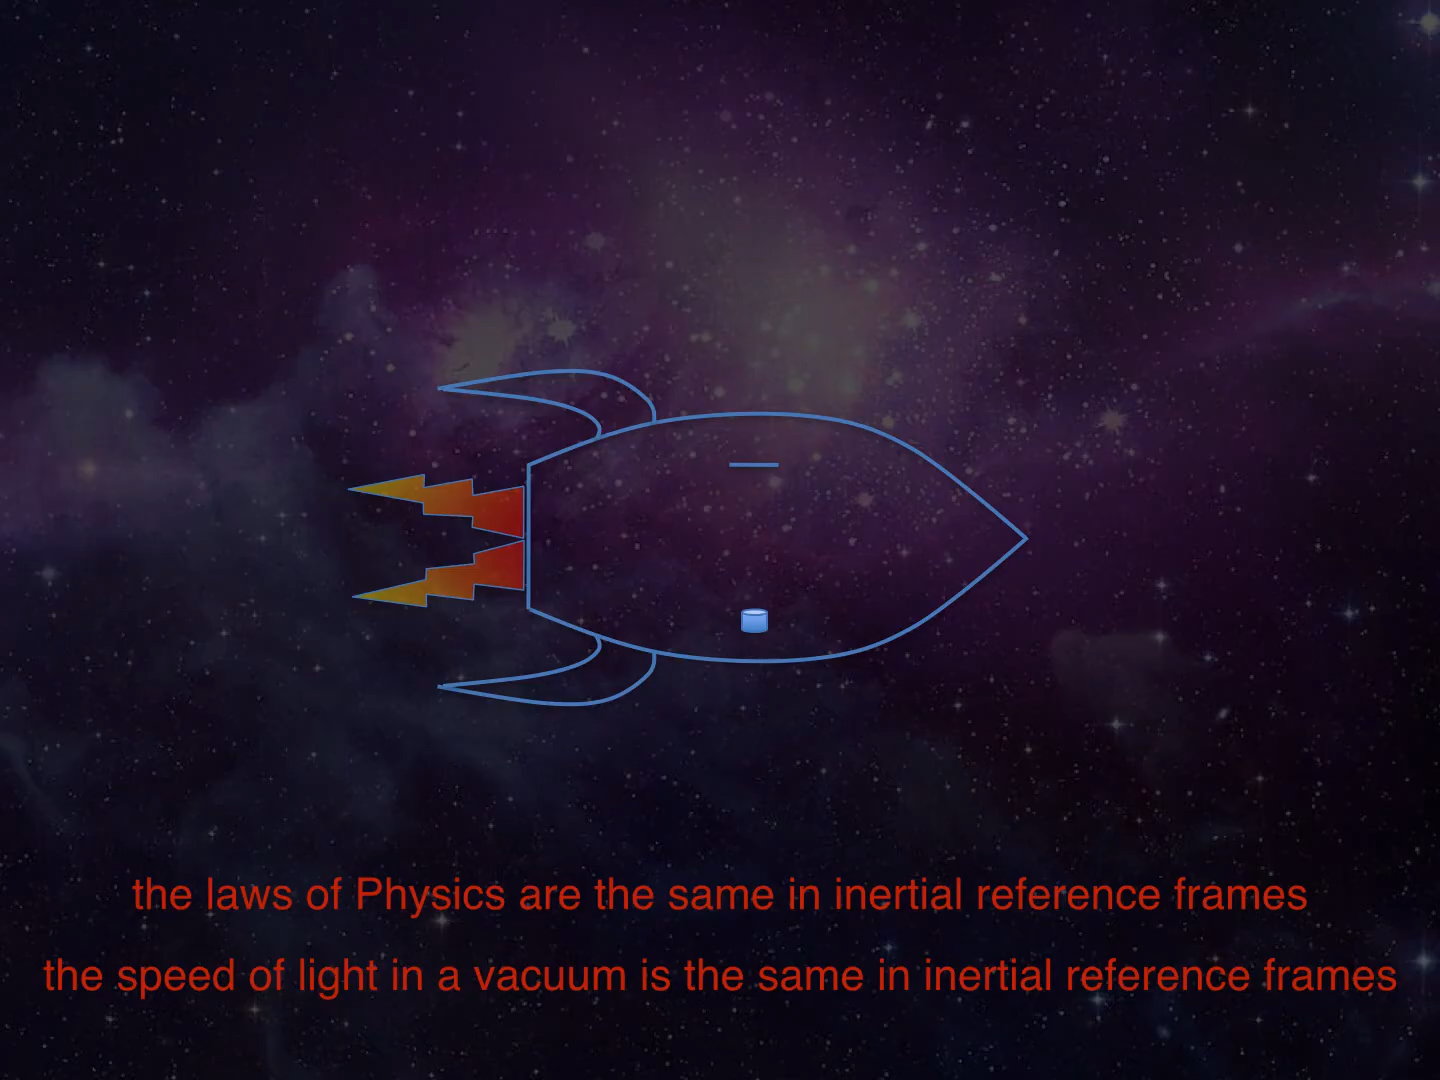 the laws of Physics are the same in inertial reference frames
the speed of light in a vacuum is the same in inertial reference frames